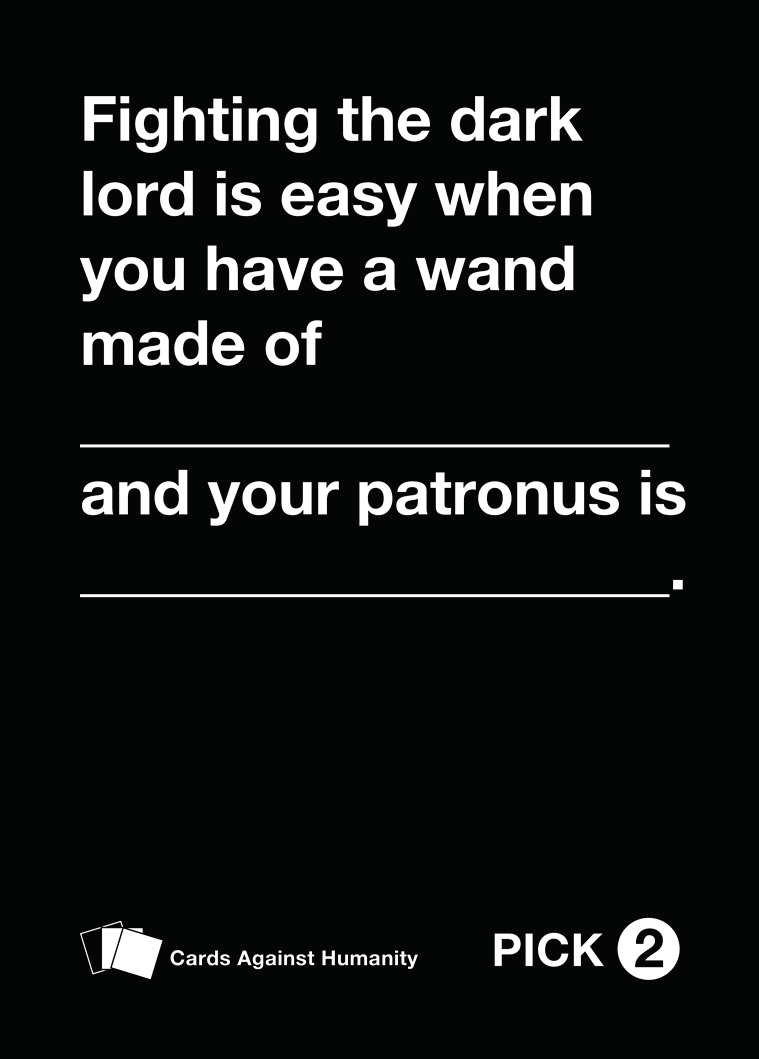 Fighting the dark
lord is easy when
you have a wand
made of
____________________
and your patronus is
____________________.
Cards Against Humanity
PICK 2